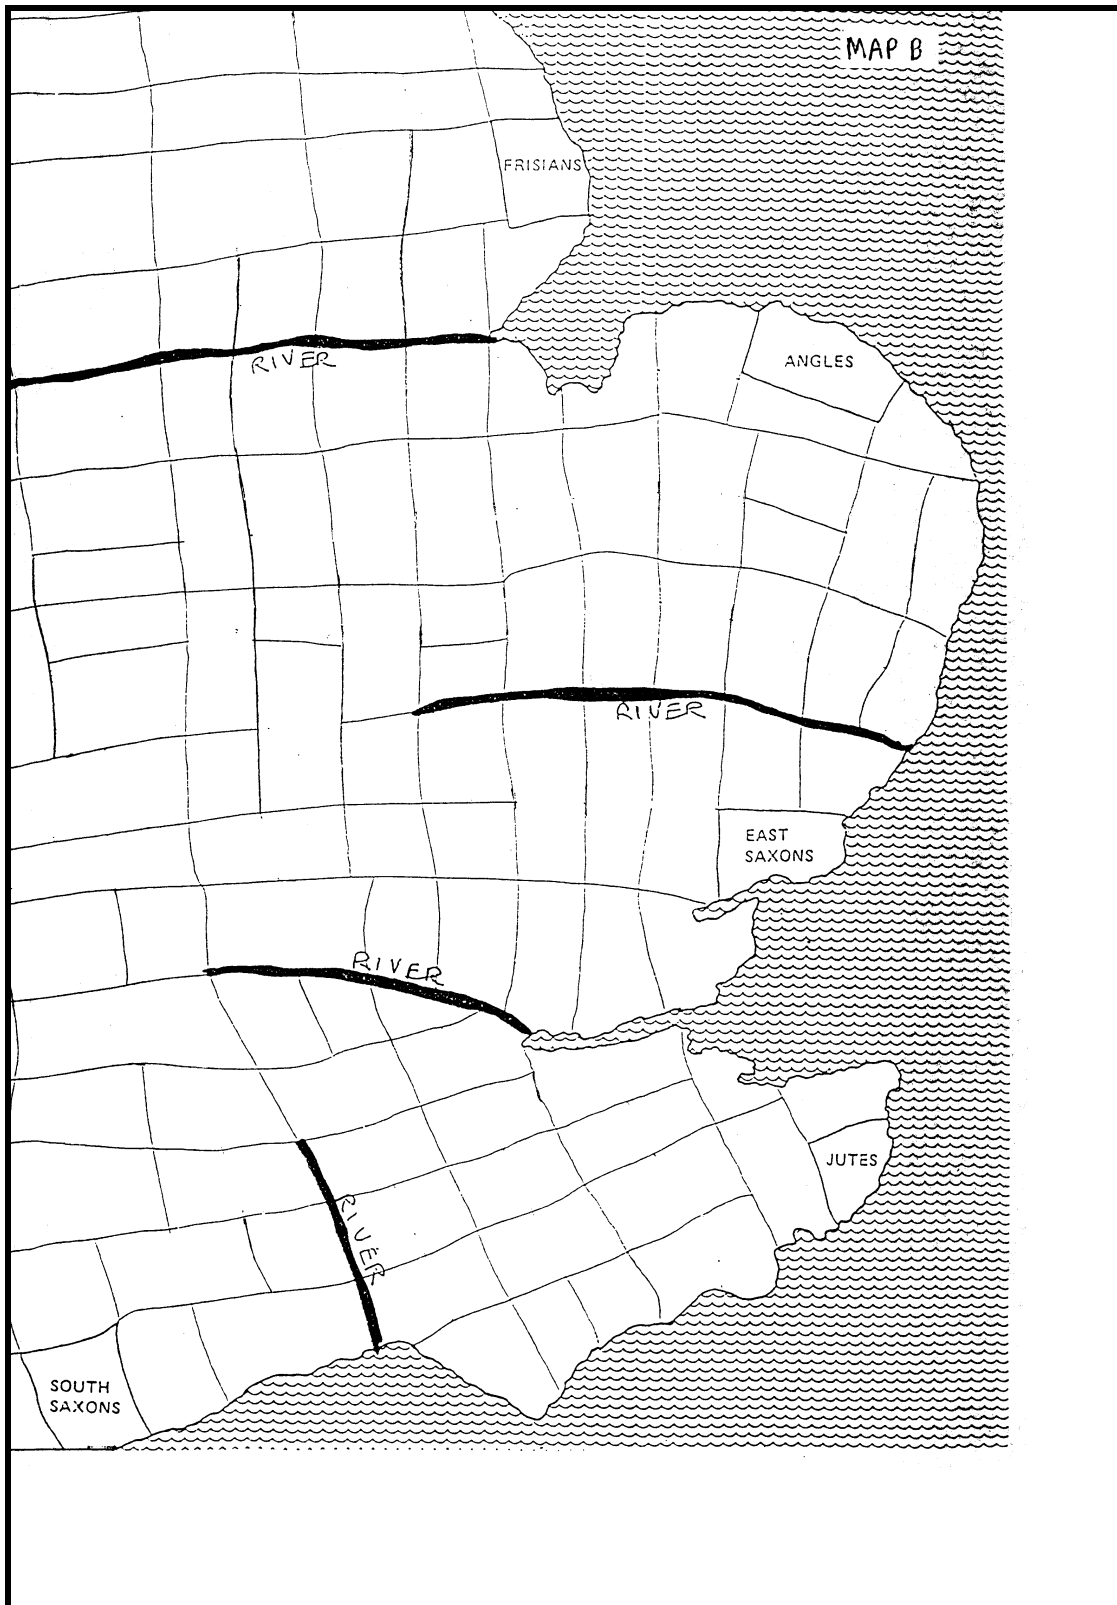 MAP B
FRISIANS
RIVER
ANGLES
RIVER
EAST
SAXONS
RIVER
JUTES
RIVER
SOUTH
SAXONS